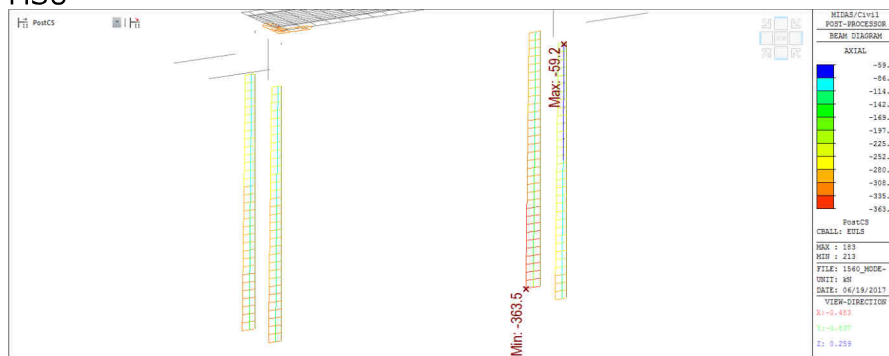 PostCS
Max: -59.2
Min: -363.5
MIDAS/Civil
POST-PROCESSOR
BEAM DIAGRAM
AXIAL
-59.
-86.
-114.
-142.
-169.
-197.
-225.
-252.
-280.
-308.
-335.
-363.
PostCS
CBALL: EULS
MAX : 183
MIN : 213
FILE: 1560_MODE~
UNIT: kN
DATE: 06/19/2017
VIEW-DIRECTION
X:-0.483
Z: 0.259